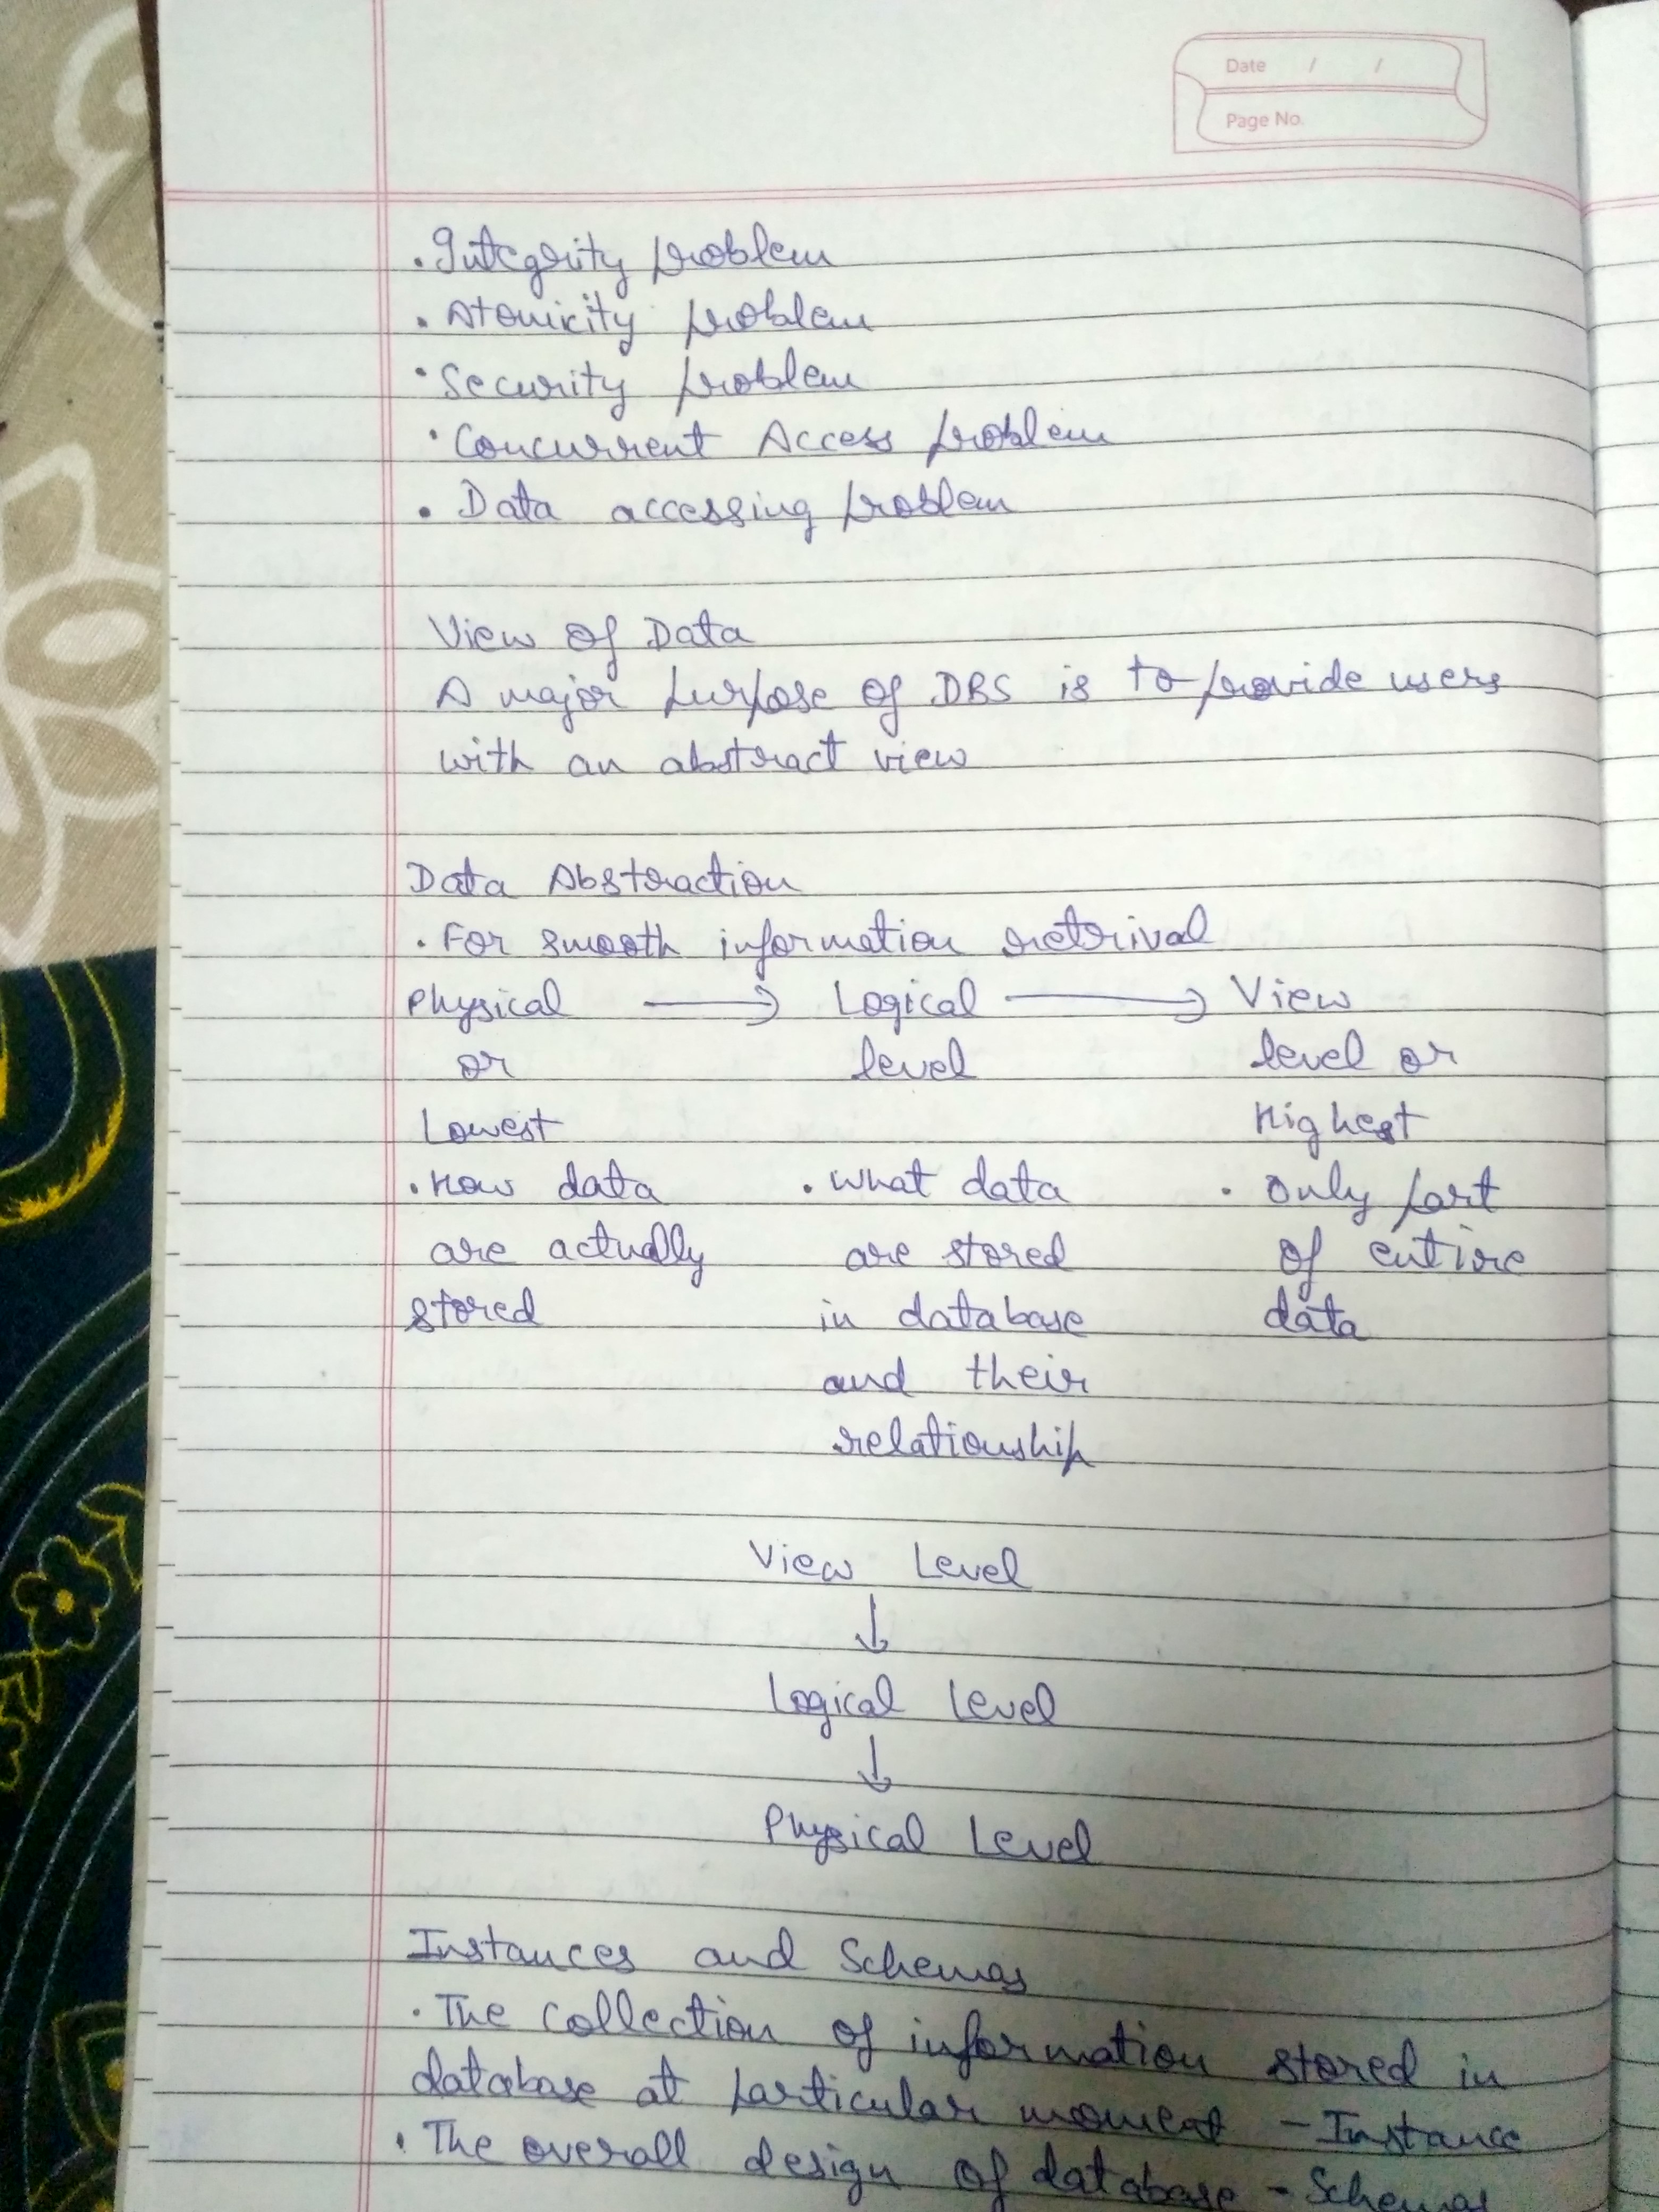 Date / /
Page No.
. Integrity problem
. Atomicity problem
. Security problem
. Concurrent Access problem
. Data accessing problem
View of Data
A major purpose of DBS is to provide users
with an abstract view
Data Abstraction
. For smooth information retrival
Physical → Logical → View
or level level or
Lowest Highest
. How data . What data . Only part
are actually are stored of entire
stored in database data
and their
relationship
View Level
↓
Logical Level
↓
Physical Level
Instances and Schemas
. The collection of information stored in
database at particular moment - Instance
. The overall design of database - Schemas